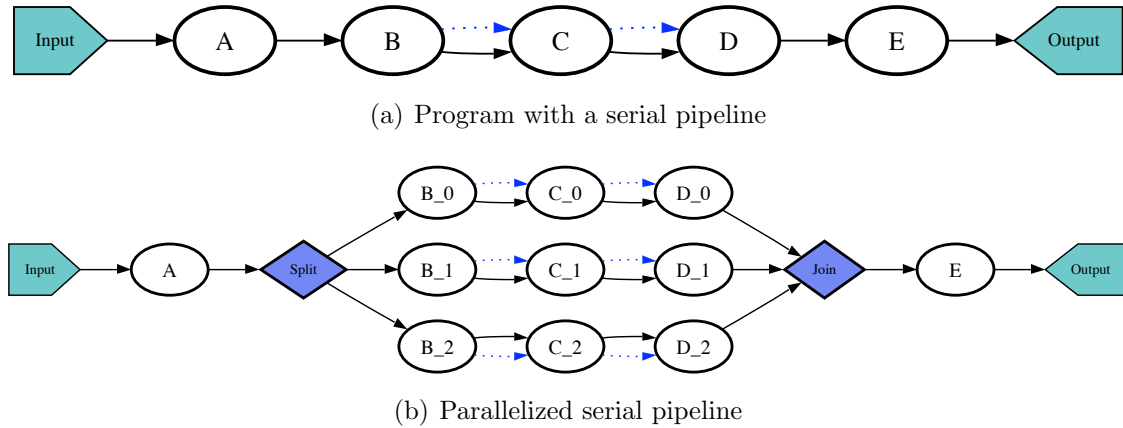 Input A B C D E Output
(a) Program with a serial pipeline
B_0 C_0 D_0
Input A Split B_1 C_1 D_1 Join E Output
B_2 C_2 D_2
(b) Parallelized serial pipeline